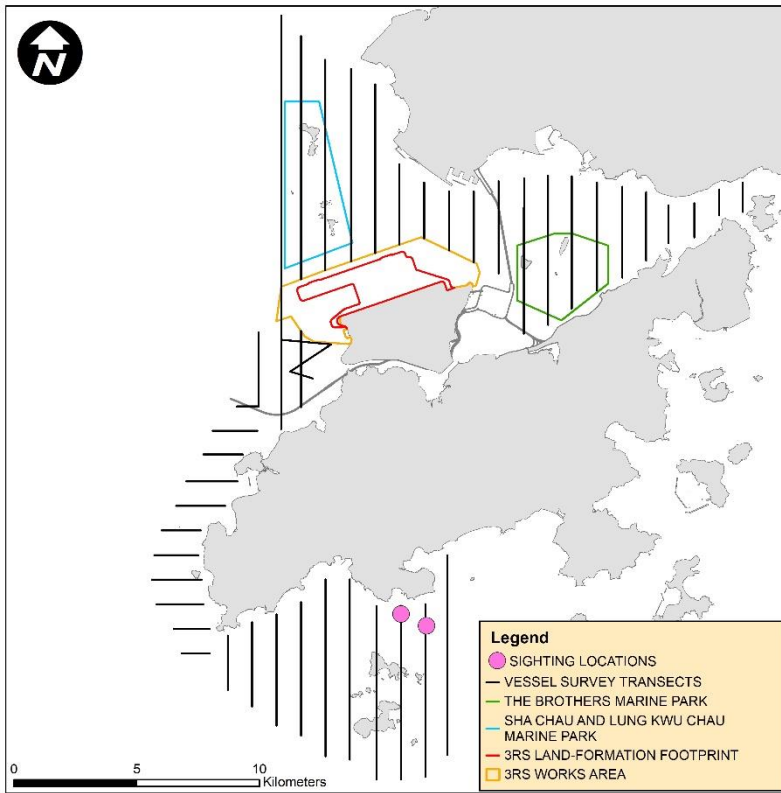 N
Legend
SIGHTING LOCATIONS
VESSEL SURVEY TRANSECTS
THE BROTHERS MARINE PARK
SHA CHAU AND LUNG KWU CHAU
MARINE PARK
3RS LAND-FORMATION FOOTPRINT
3RS WORKS AREA
0 5 10
Kilometers